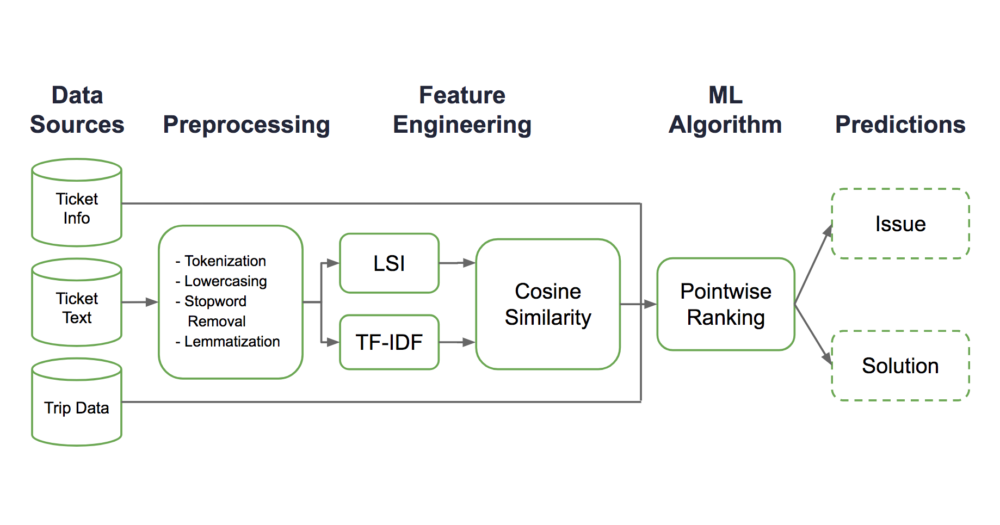 Data
Sources
Preprocessing
Feature
Engineering
ML
Algorithm
Predictions
Ticket
Info
Ticket
Text
Trip Data
- Tokenization
- Lowercasing
- Stopword
Removal
- Lemmatization
LSI
TF-IDF
Cosine
Similarity
Pointwise
Ranking
Issue
Solution